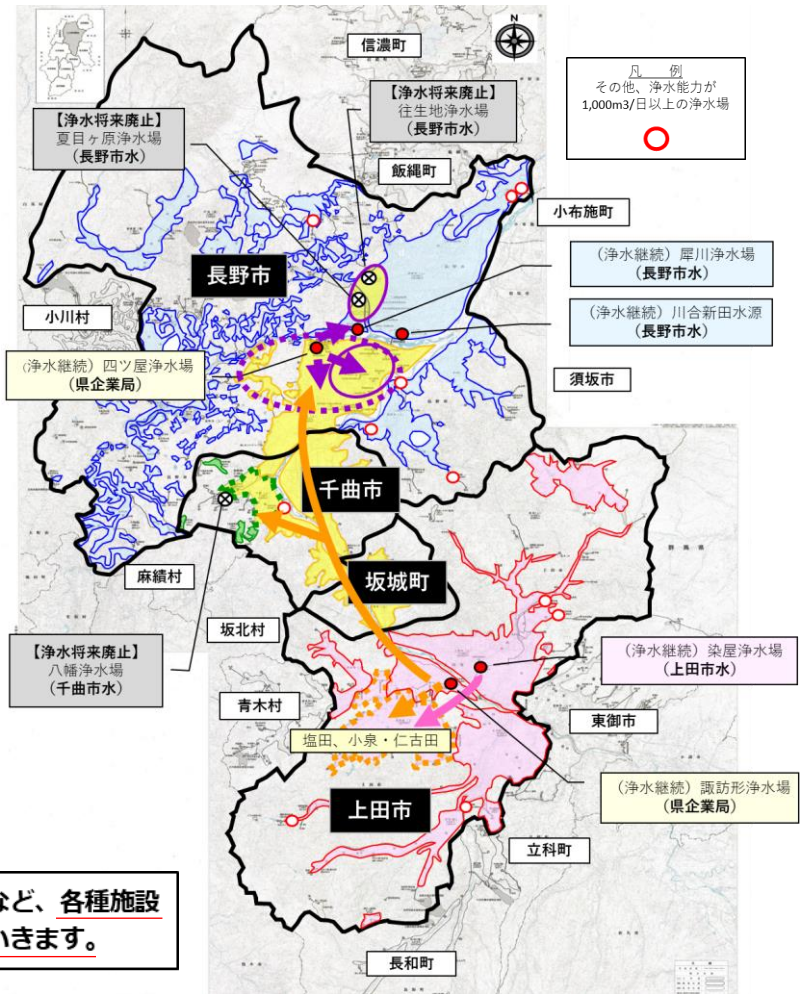 信濃町
N
凡　例
その他、浄水能力が
1,000m3/日以上の浄水場
【浄水将来廃止】
往生地浄水場
(長野市水)
【浄水将来廃止】
夏目ヶ原浄水場
(長野市水)
飯縄町
小布施町
長野市
(浄水継続) 犀川浄水場
(長野市水)
小川村
(浄水継続) 川合新田水源
(長野市水)
(浄水継続) 四ツ屋浄水場
(県企業局)
須坂市
千曲市
麻績村
坂城町
坂北村
【浄水将来廃止】
八幡浄水場
(千曲市水)
(浄水継続) 染屋浄水場
(上田市水)
青木村
東御市
塩田、小泉・仁古田
(浄水継続) 諏訪形浄水場
(県企業局)
上田市
立科町
など、各種施設
いきます。
長和町